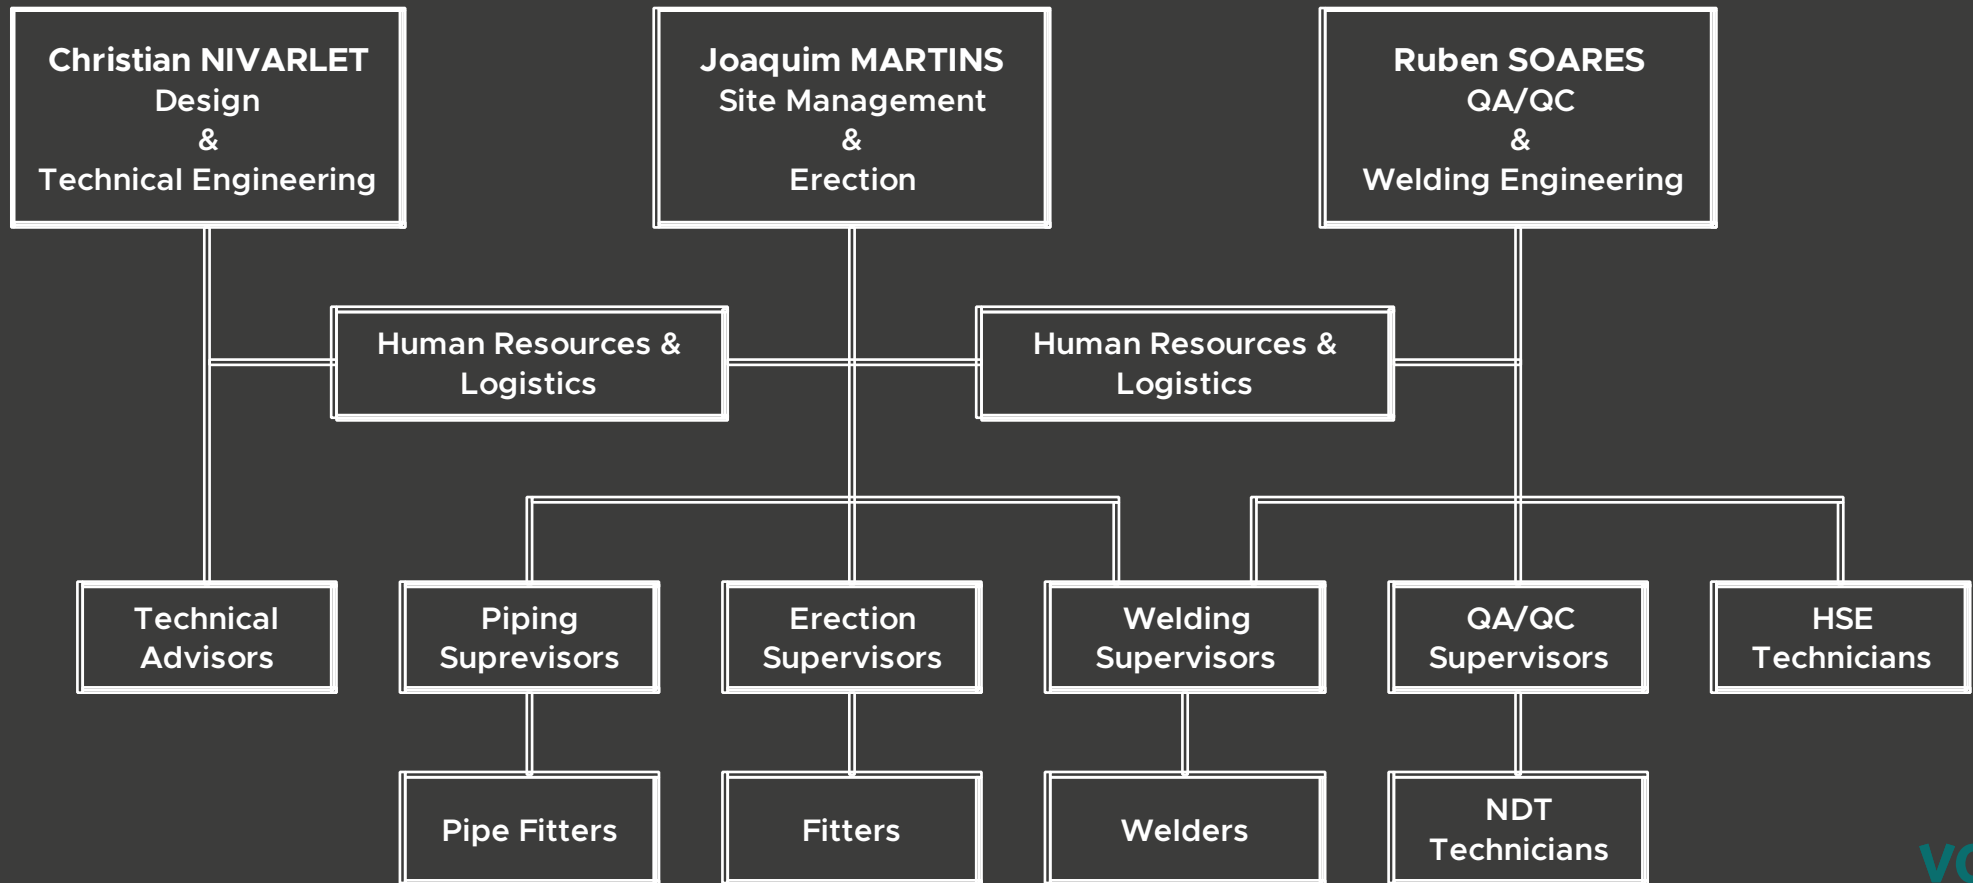 Christian NIVARLET
Design
&
Technical Engineering
Joaquim MARTINS
Site Management
&
Erection
Ruben SOARES
QA/QC
&
Welding Engineering
Human Resources &
Logistics
Human Resources &
Logistics
Technical
Advisors
Piping
Suprevisors
Erection
Supervisors
Welding
Supervisors
QA/QC
Supervisors
HSE
Technicians
Pipe Fitters
Fitters
Welders
NDT
Technicians